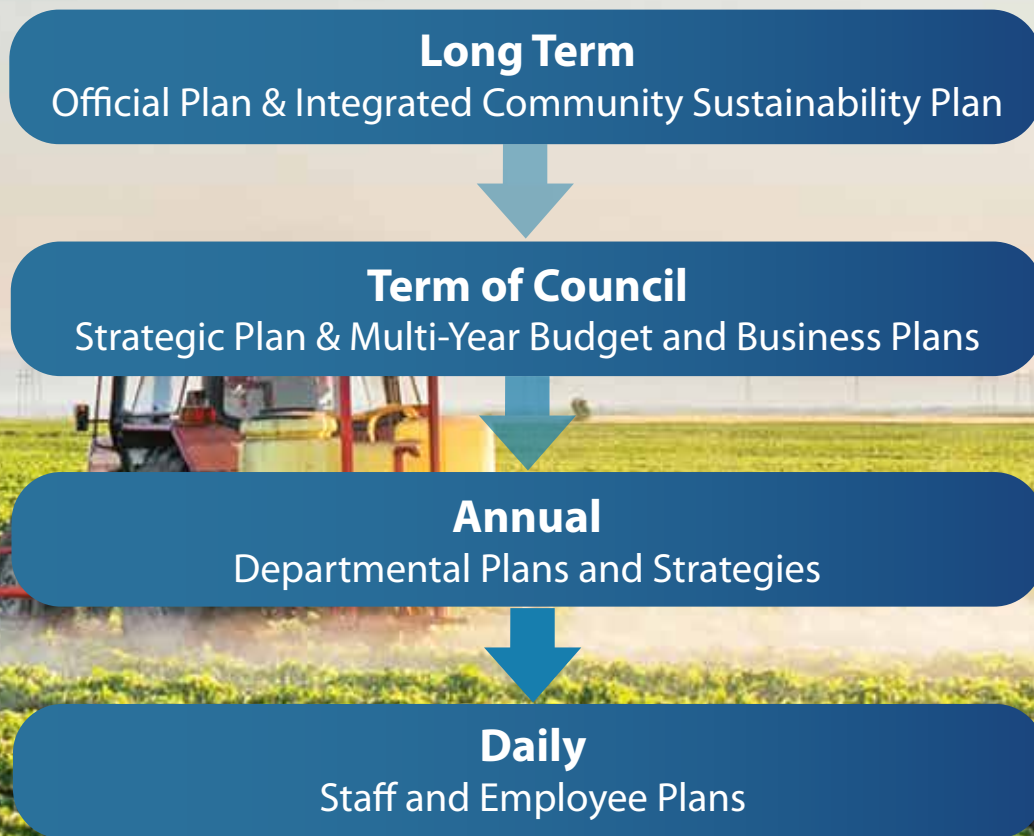 Long Term
Official Plan & Integrated Community Sustainability Plan
Term of Council
Strategic Plan & Multi-Year Budget and Business Plans
Annual
Departmental Plans and Strategies
Daily
Staff and Employee Plans